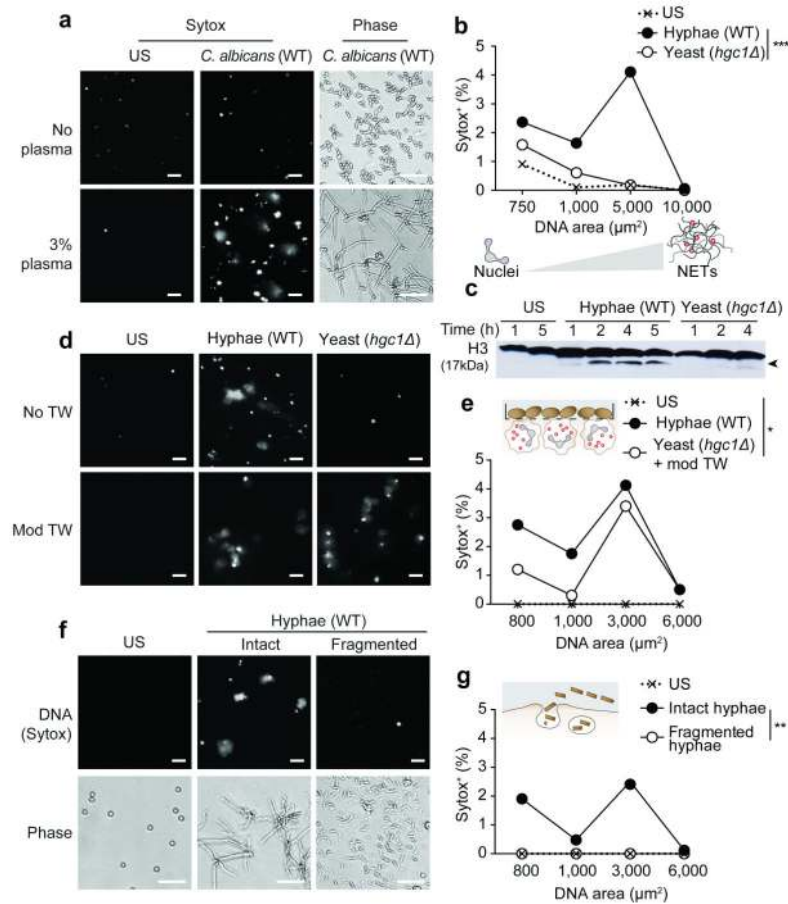 a
Sytox Phase
US C. albicans (WT) C. albicans (WT)
No plasma
3% plasma
b
US
Hyphae (WT)
Yeast (hgc1Δ)
***
Sytox⁺ (%)
5
4
3
2
1
0
750 1,000 5,000 10,000
DNA area (µm²)
Nuclei NETs
c
US Hyphae (WT) Yeast (hgc1Δ)
Time (h) 1 5 1 2 4 5 1 2 4
H3
(17kDa)
d
Hyphae (WT)
US Yeast (hgc1Δ)
No TW
Mod TW
e
US
Hyphae (WT)
Yeast (hgc1Δ)
+ mod TW
*
Sytox⁺ (%)
5
4
3
2
1
0
800 1,000 3,000 6,000
DNA area (µm²)
f
Hyphae (WT)
US Intact Fragmented
DNA
(Sytox)
Phase
g
US
Intact hyphae
Fragmented
hyphae
**
Sytox⁺ (%)
5
4
3
2
1
0
800 1,000 3,000 6,000
DNA area (µm²)